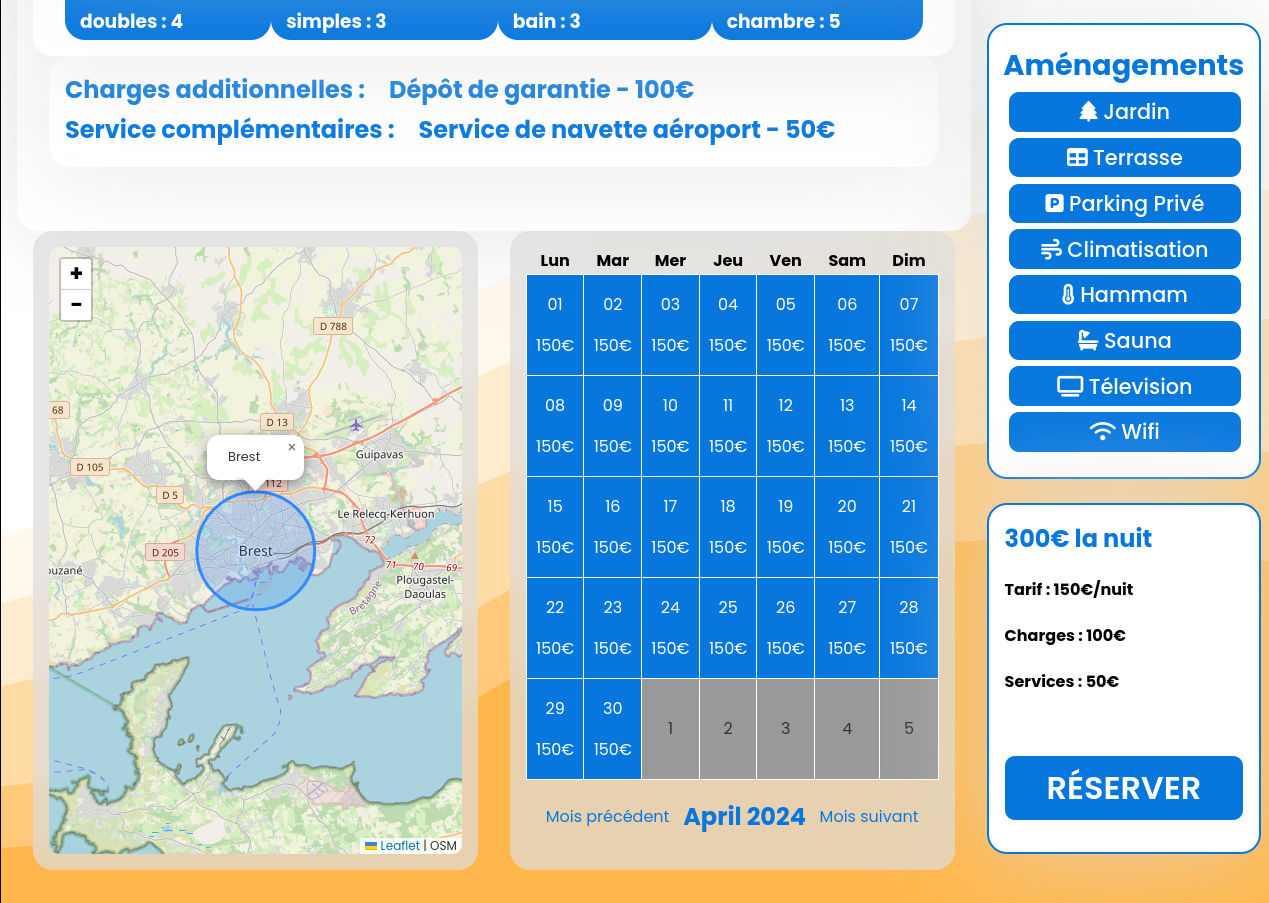 doubles : 4
simples : 3
bain : 3
chambre : 5
Charges additionnelles : Dépôt de garantie - 100€
Service complémentaires : Service de navette aéroport - 50€
+
−
D 788
68
D 13
Brest ×
Guipavas
D 105
112
D 5
Le Relecq-Kerhuon
72
D 205
Brest
ouzané
71 70 69
Plougastel-
Daoulas
Bretagne
Leaflet | OSM
Lun Mar Mer Jeu Ven Sam Dim
01 02 03 04 05 06 07
150€ 150€ 150€ 150€ 150€ 150€ 150€
08 09 10 11 12 13 14
150€ 150€ 150€ 150€ 150€ 150€ 150€
15 16 17 18 19 20 21
150€ 150€ 150€ 150€ 150€ 150€ 150€
22 23 24 25 26 27 28
150€ 150€ 150€ 150€ 150€ 150€ 150€
29 30 1 2 3 4 5
150€ 150€
Mois précédent April 2024 Mois suivant
Aménagements
Jardin
Terrasse
P Parking Privé
Climatisation
Hammam
Sauna
Télevision
Wifi
300€ la nuit
Tarif : 150€/nuit
Charges : 100€
Services : 50€
RÉSERVER